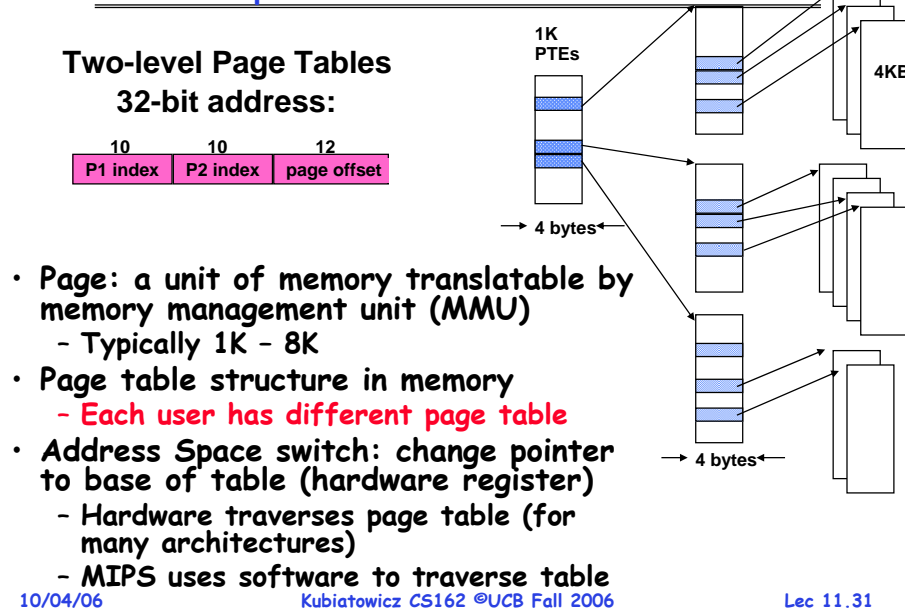 Two-level Page Tables
32-bit address:
10 10 12
P1 index P2 index page offset
1K
PTEs
4KB
4 bytes
4 bytes
• Page: a unit of memory translatable by
memory management unit (MMU)
– Typically 1K – 8K
• Page table structure in memory
– Each user has different page table
• Address Space switch: change pointer
to base of table (hardware register)
– Hardware traverses page table (for
many architectures)
– MIPS uses software to traverse table
10/04/06 Kubiatowicz CS162 ©UCB Fall 2006 Lec 11.31